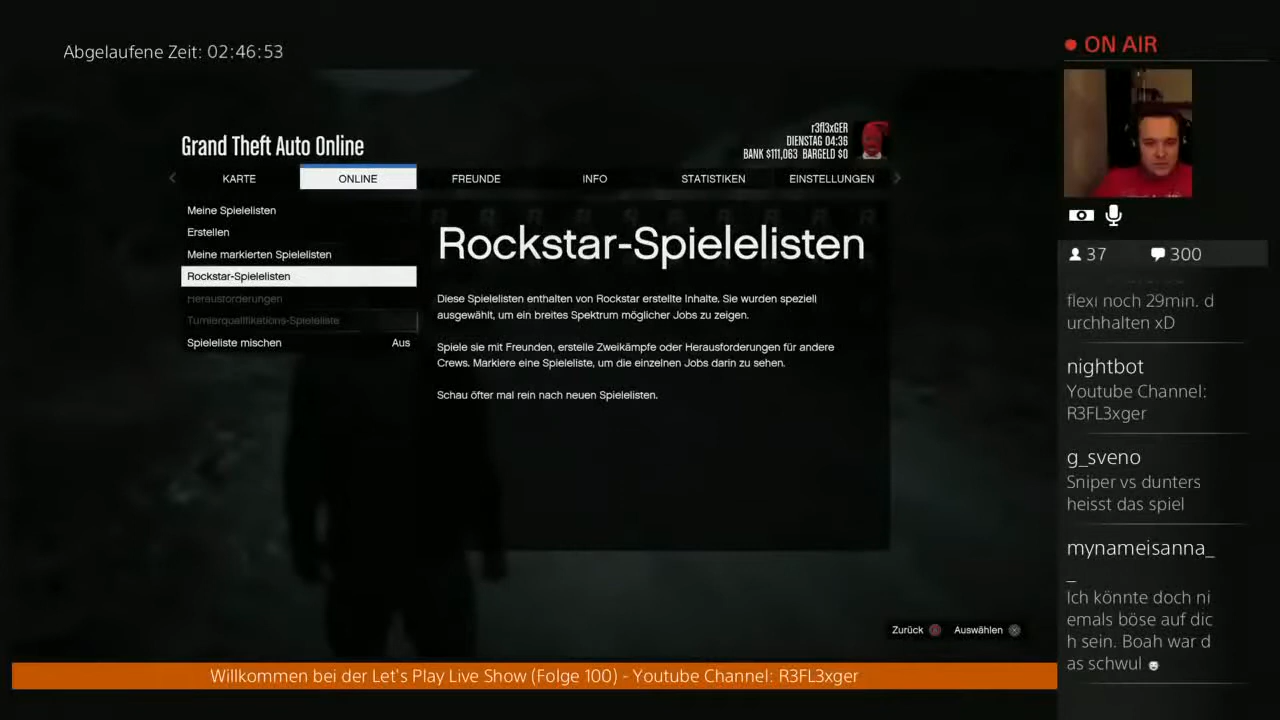 Abgelaufene Zeit: 02:46:53
ON AIR
Grand Theft Auto Online
r3fl3xGER
DIENSTAG 04:38
BANK $111,063 BARGELD $0
KARTE
ONLINE
FREUNDE
INFO
STATISTIKEN
EINSTELLUNGEN
Meine Spielelisten
Erstellen
Meine markierten Spielelisten
Rockstar-Spielelisten
Herausforderungen
Turnierqualifikations-Spieleliste
Spieleliste mischen Aus
Rockstar-Spielelisten
Diese Spielelisten enthalten von Rockstar erstellte Inhalte. Sie wurden speziell
ausgewählt, um ein breites Spektrum möglicher Jobs zu zeigen.
Spiele sie mit Freunden, erstelle Zweikämpfe oder Herausforderungen für andere
Crews. Markiere eine Spieleliste, um die einzelnen Jobs darin zu sehen.
Schau öfter mal rein nach neuen Spielelisten.
Zurück
Auswählen
37
300
flexi noch 29min. d
urchhalten xD
nightbot
Youtube Channel:
R3FL3xger
g_sveno
Sniper vs dunters
heisst das spiel
mynameisanna_
_
Ich könnte doch ni
emals böse auf dic
h sein. Boah war d
as schwul
Willkommen bei der Let's Play Live Show (Folge 100) - Youtube Channel: R3FL3xger